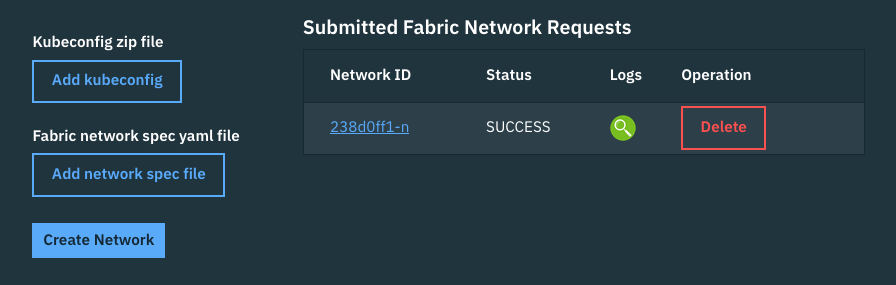 Kubeconfig zip file
Add kubeconfig
Fabric network spec yaml file
Add network spec file
Create Network
Submitted Fabric Network Requests
Network ID Status Logs Operation
238d0ff1-n SUCCESS Delete